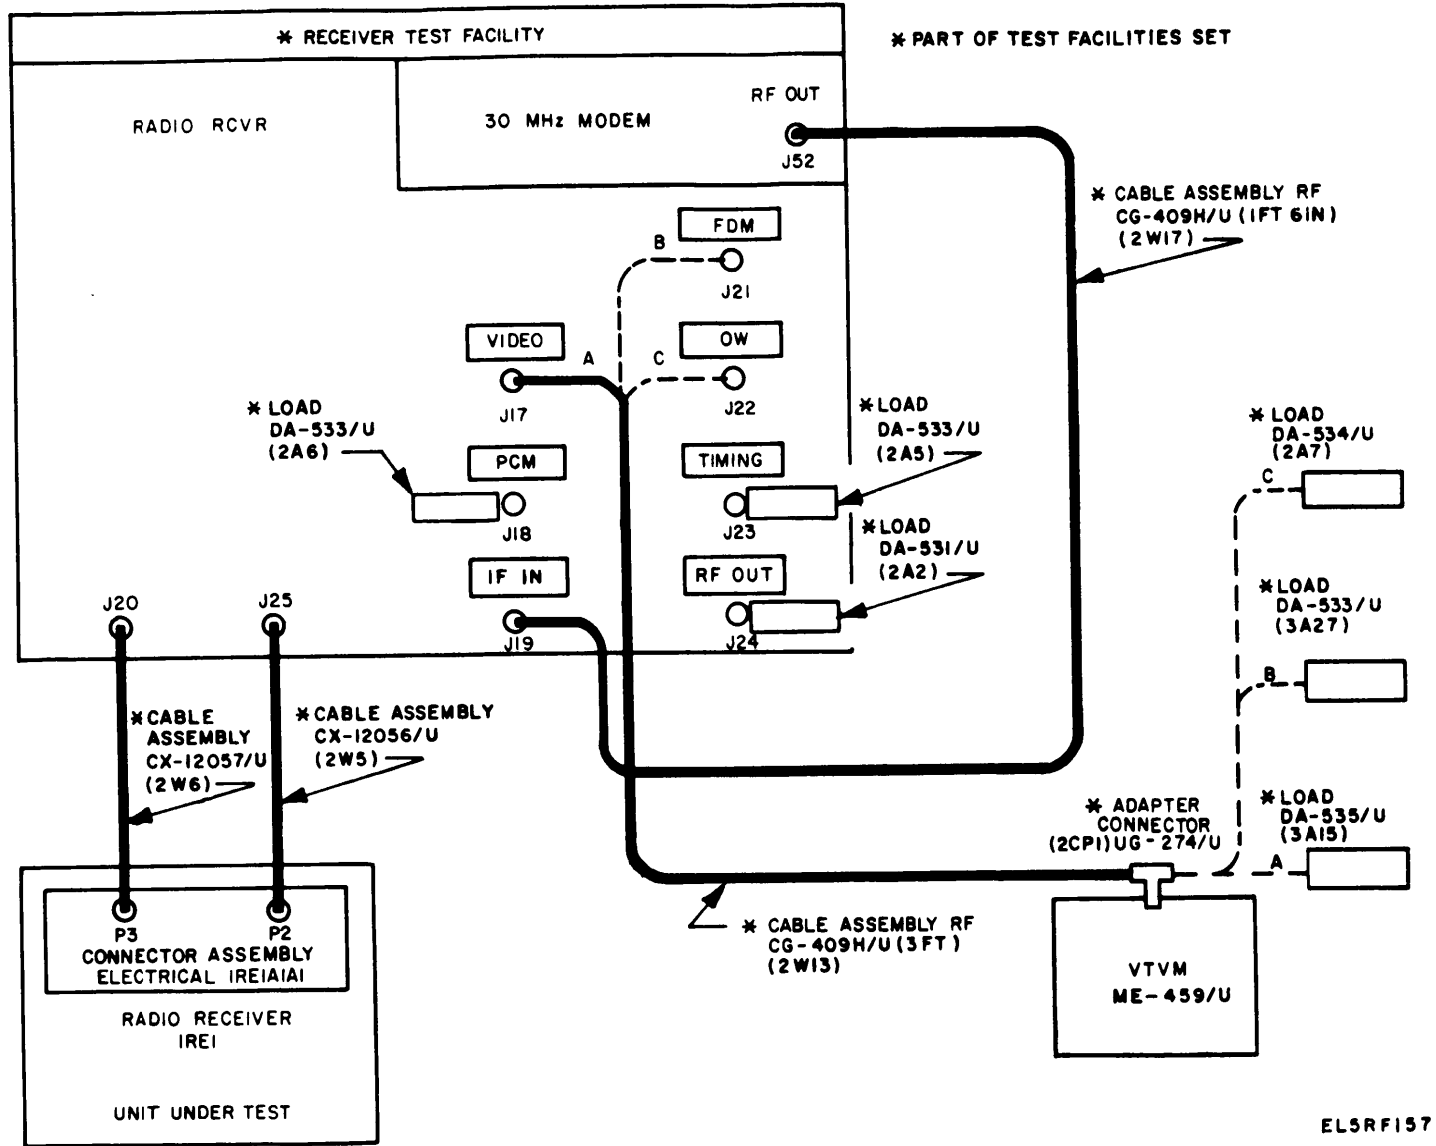 * RECEIVER TEST FACILITY
* PART OF TEST FACILITIES SET
RADIO RCVR
30 MHz MODEM
RF OUT
J52
* CABLE ASSEMBLY RF
CG-409H/U (1FT 6IN)
(2W17)
FDM
B
J21
VIDEO
A
J17
OW
C
J22
* LOAD
DA-533/U
(2A6)
PCM
J18
TIMING
J23
* LOAD
DA-533/U
(2A5)
IF IN
J19
RF OUT
J24
* LOAD
DA-531/U
(2A2)
* LOAD
DA-534/U
(2A7)
C
* LOAD
DA-533/U
(3A27)
B
* LOAD
DA-535/U
(3A15)
A
J20
J25
* CABLE
ASSEMBLY
CX-12057/U
(2W6)
* CABLE ASSEMBLY
CX-12056/U
(2W5)
* ADAPTER
CONNECTOR
(2CP1) UG-274/U
* CABLE ASSEMBLY RF
CG-409H/U (3FT)
(2W13)
VTVM
ME-459/U
P3
P2
CONNECTOR ASSEMBLY
ELECTRICAL 1RE1A1A1
RADIO RECEIVER
1RE1
UNIT UNDER TEST
EL5RF157